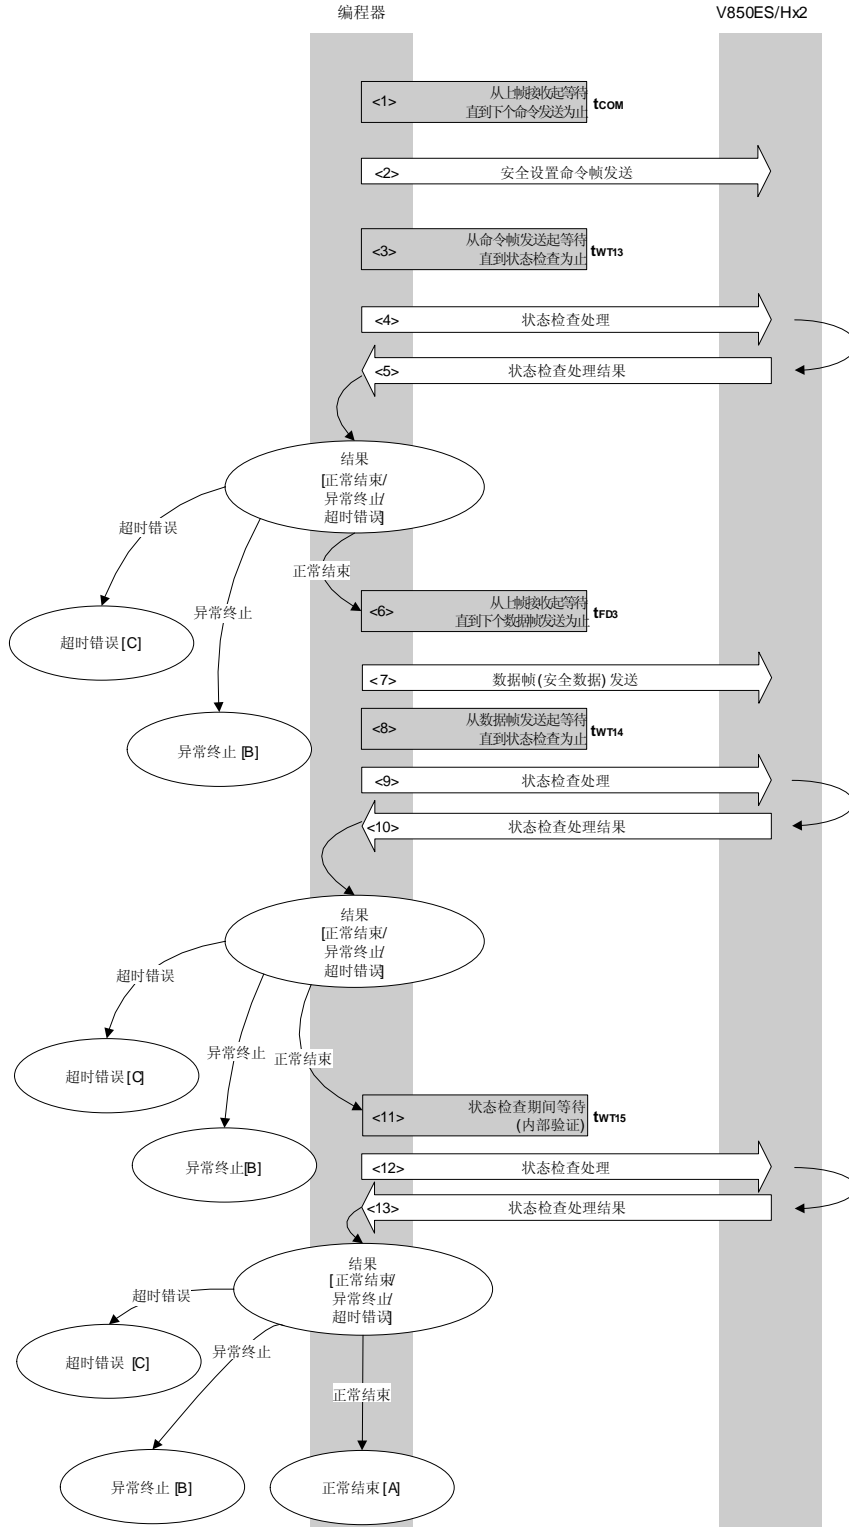 编程器
V850ES/Hx2
<1>
从上帧接收起等待
直到下个命令发送为止
tCOM
<2>
安全设置命令帧发送
<3>
从命令帧发送起等待
直到状态检查为止
tWT13
<4>
状态检查处理
<5>
状态检查处理结果
结果
[正常结束/
异常终止/
超时错误]
超时错误
异常终止
正常结束
<6>
从上帧接收起等待
直到下个数据帧发送为止
tFD3
超时错误[C]
<7>
数据帧(安全数据)发送
<8>
从数据帧发送起等待
直到状态检查为止
tWT14
异常终止 [B]
<9>
状态检查处理
<10>
状态检查处理结果
结果
[正常结束/
异常终止/
超时错误]
超时错误
异常终止
正常结束
超时错误[C]
<11>
状态检查期间等待
(内部验证)
tWT15
异常终止[B]
<12>
状态检查处理
<13>
状态检查处理结果
结果
[正常结束/
异常终止/
超时错误]
超时错误
异常终止
超时错误 [C]
正常结束
异常终止 [B]
正常结束[A]